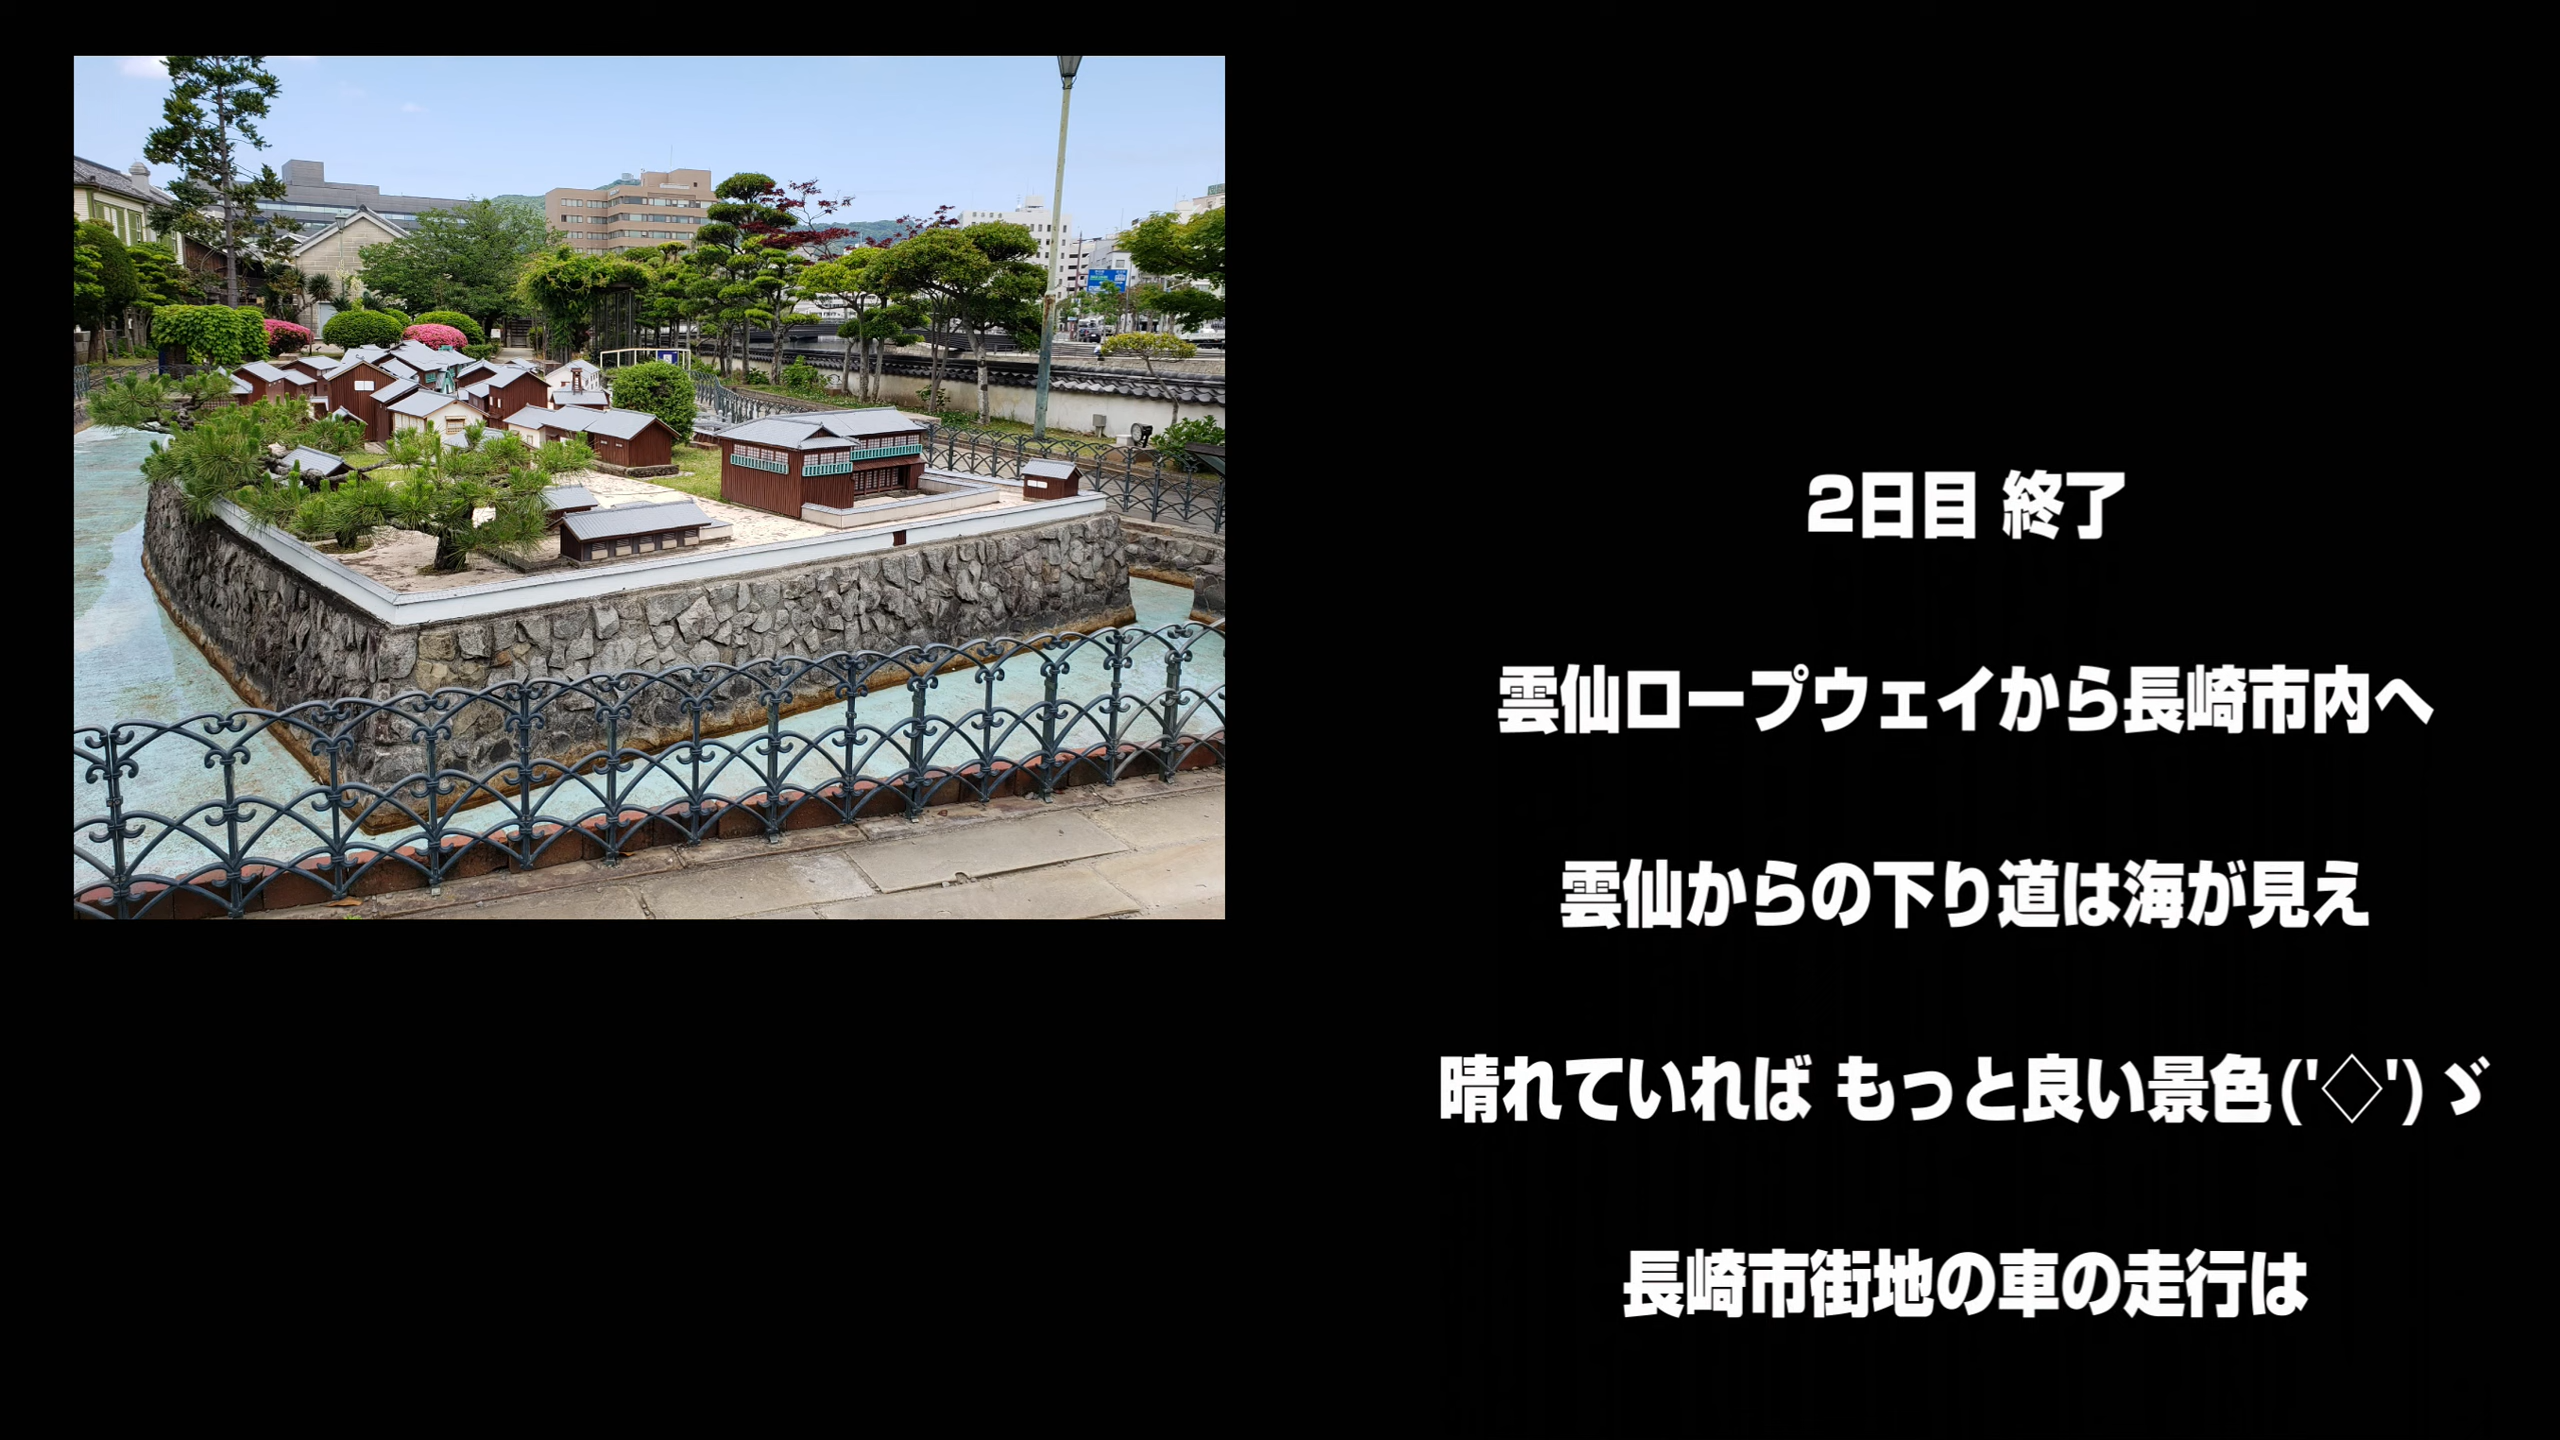 2日目 終了
雲仙ロープウェイから長崎市内へ
雲仙からの下り道は海が見え
晴れていれば もっと良い景色('◇')ゞ
長崎市街地の車の走行は